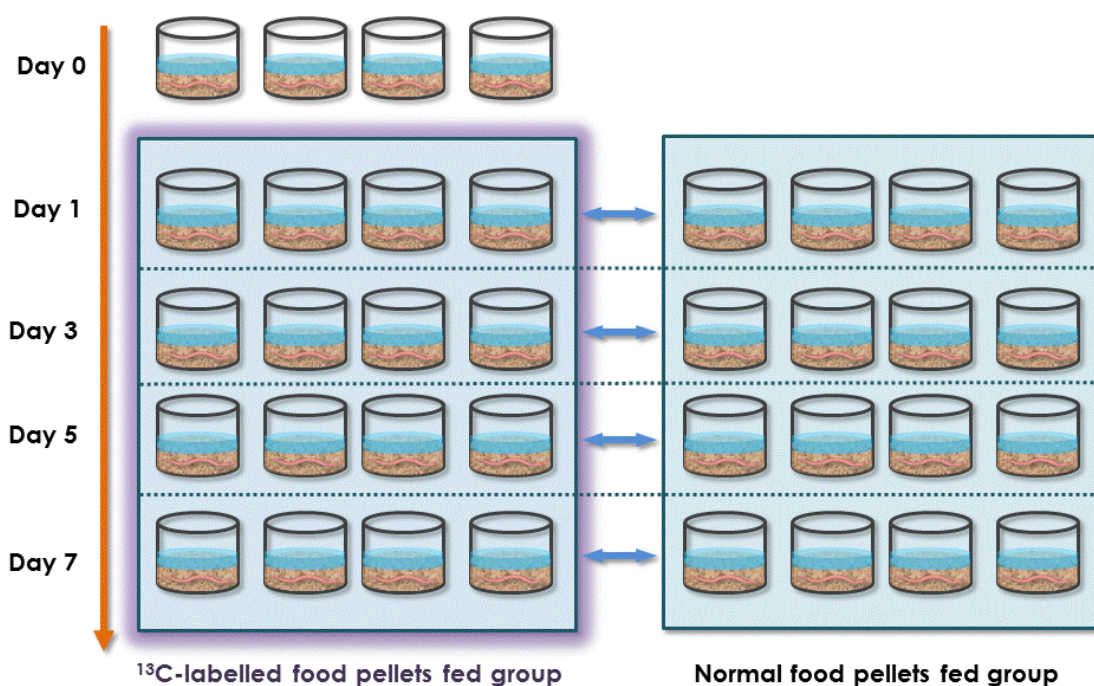 Day 0
Day 1
Day 3
Day 5
Day 7
¹³C-labelled food pellets fed group
Normal food pellets fed group